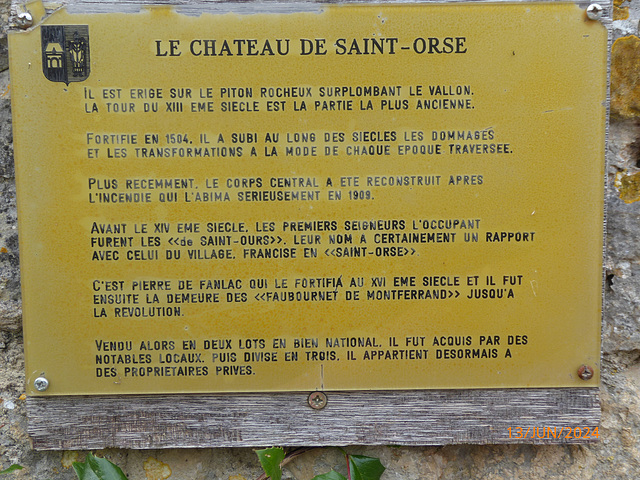 LE CHATEAU DE SAINT-ORSE
IL EST ERIGE SUR LE PITON ROCHEUX SURPLOMBANT LE VALLON.
LA TOUR DU XIII EME SIECLE EST LA PARTIE LA PLUS ANCIENNE.
FORTIFIE EN 1504, IL A SUBI AU LONG DES SIECLES LES DOMMAGES
ET LES TRANSFORMATIONS A LA MODE DE CHAQUE EPOQUE TRAVERSEE.
PLUS RECEMMENT, LE CORPS CENTRAL A ETE RECONSTRUIT APRES
L'INCENDIE QUI L'ABIMA SERIEUSEMENT EN 1909.
AVANT LE XIV EME SIECLE, LES PREMIERS SEIGNEURS L'OCCUPANT
FURENT LES <<de SAINT-OURS>>. LEUR NOM A CERTAINEMENT UN RAPPORT
AVEC CELUI DU VILLAGE, FRANCISE EN <<SAINT-ORSE>>
C'EST PIERRE DE FANLAC QUI LE FORTIFIA AU XVI EME SIECLE ET IL FUT
ENSUITE LA DEMEURE DES <<FAUBOURNET DE MONTFERRAND>> JUSQU'A
LA REVOLUTION.
VENDU ALORS EN DEUX LOTS EN BIEN NATIONAL, IL FUT ACQUIS PAR DES
NOTABLES LOCAUX. PUIS DIVISE EN TROIS, IL APPARTIENT DESORMAIS A
DES PROPRIETAIRES PRIVES.
13/JUN/2024